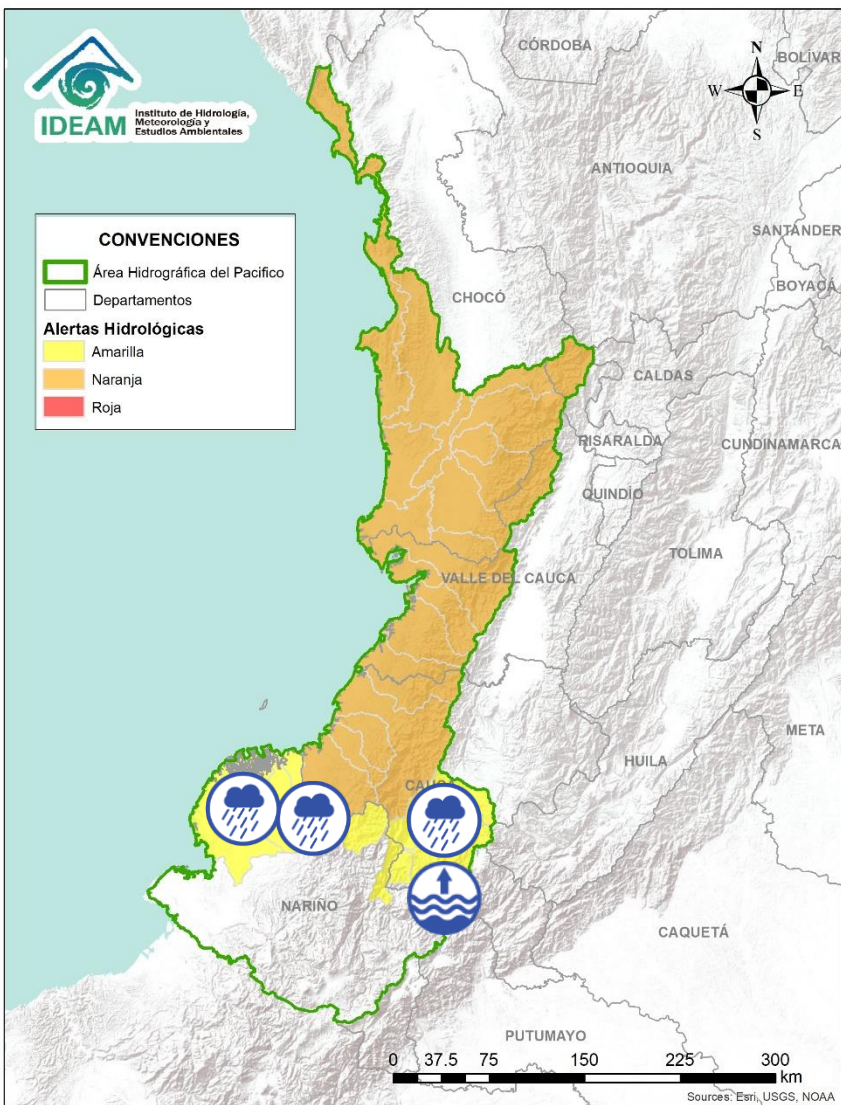 IDEAM
Instituto de Hidrología,
Meteorología y
Estudios Ambientales
N
W
E
S
CONVENCIONES
Área Hidrográfica del Pacifico
Departamentos
Alertas Hidrológicas
Amarilla
Naranja
Roja
CÓRDOBA
BOLÍVAR
ANTIOQUIA
SANTANDER
BOYACÁ
CHOCÓ
CALDAS
RISARALDA
CUNDINAMARCA
QUINDÍO
TOLIMA
VALLE DEL CAUCA
META
HUILA
NARIÑO
CAQUETÁ
PUTUMAYO
0 37.5 75 150 225 300
km
Sources: Esri, USGS, NOAA